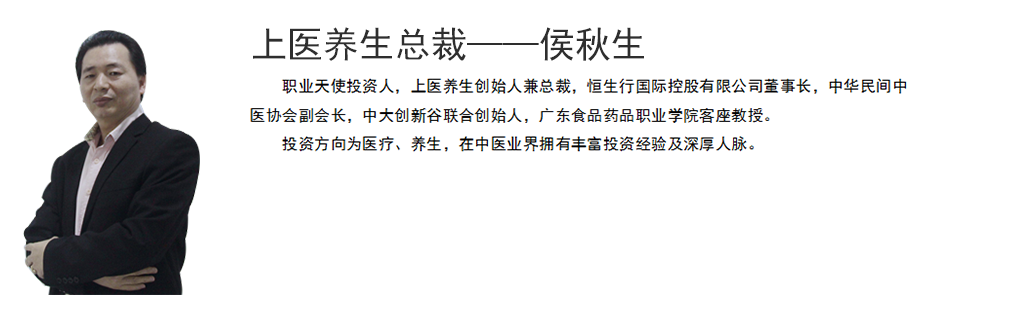 上医养生总裁——侯秋生
职业天使投资人，上医养生创始人兼总裁，恒生行国际控股有限公司董事长，中华民间中
医协会副会长，中大创新谷联合创始人，广东食品药品职业学院客座教授。
投资方向为医疗、养生，在中医业界拥有丰富投资经验及深厚人脉。